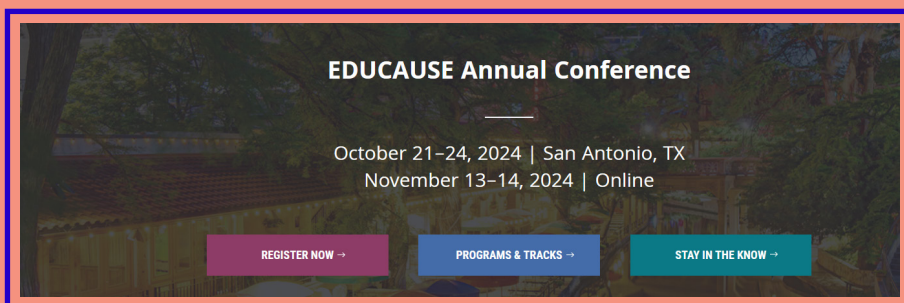 EDUCAUSE Annual Conference
October 21–24, 2024 | San Antonio, TX
November 13–14, 2024 | Online
REGISTER NOW →
PROGRAMS & TRACKS →
STAY IN THE KNOW →